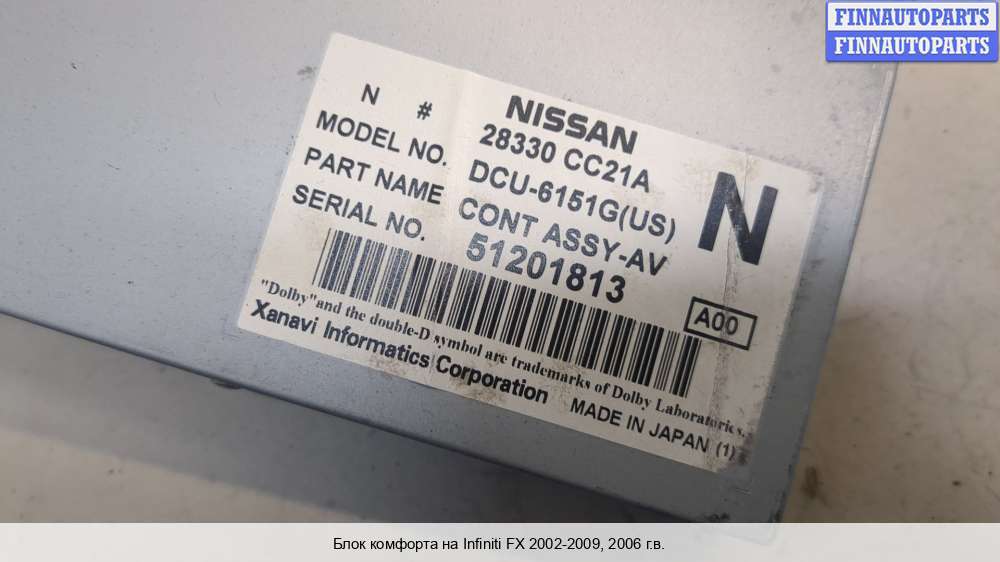 FINNAUTOPARTS
FINNAUTOPARTS
NISSAN
N # 28330 CC21A
MODEL NO. DCU-6151G(US)
PART NAME CONT ASSY-AV
SERIAL NO. 51201813
N
A00
"Dolby"and the double-D symbol are trademarks of Dolby Laboratories.
Xanavi Informatics Corporation MADE IN JAPAN (1)
Блок комфорта на Infiniti FX 2002-2009, 2006 г.в.